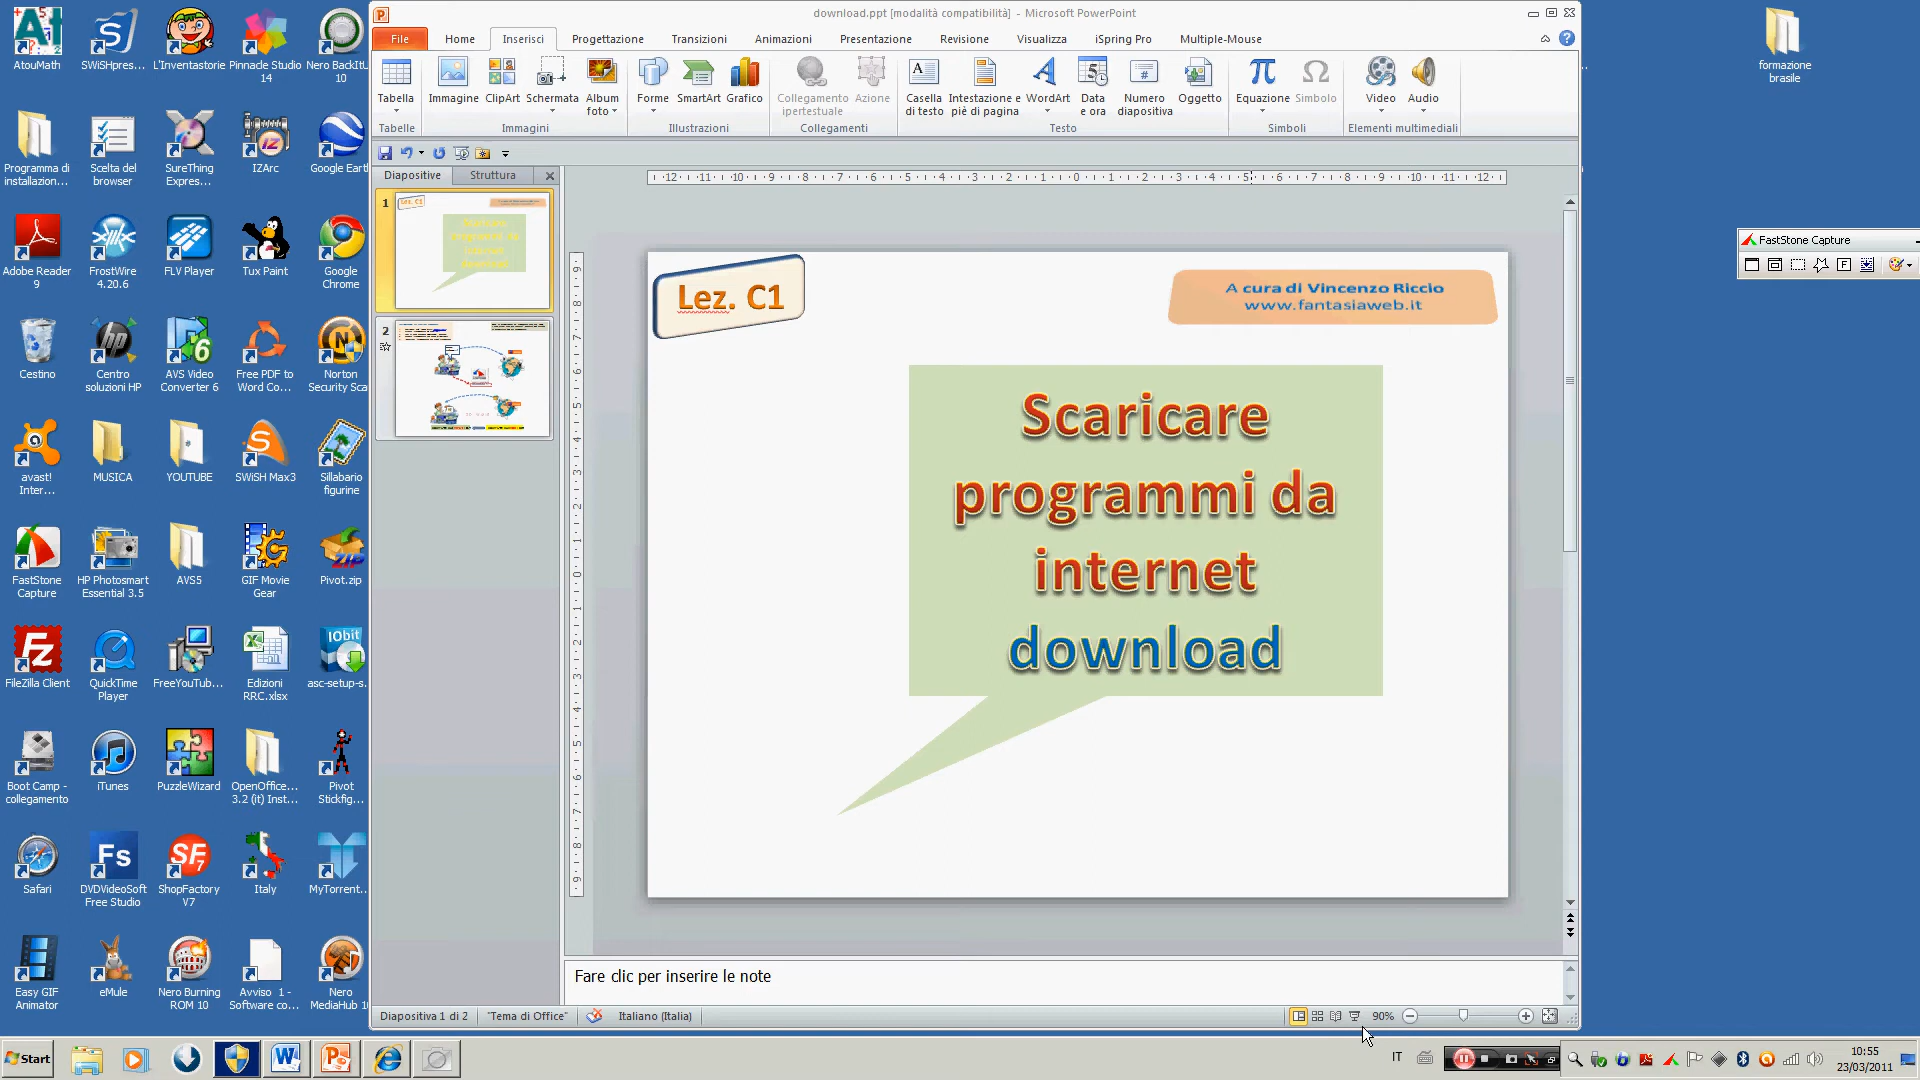 AtouMath
SWiSHpres...
L'Inventastorie
Pinnacle Studio
14
Nero BackItU
10
Programma di
installazion...
Scelta del
browser
SureThing
Expres...
IZArc
Google Earth
Adobe Reader
9
FrostWire
4.20.6
FLV Player
Tux Paint
Google
Chrome
Cestino
Centro
soluzioni HP
AVS Video
Converter 6
Free PDF to
Word Co...
Norton
Security Sca
avast!
Inter...
MUSICA
YOUTUBE
SWiSH Max3
Sillabario
figurine
FastStone
Capture
HP Photosmart
Essential 3.5
AVS5
GIF Movie
Gear
Pivot.zip
FileZilla Client
QuickTime
Player
FreeYouTub...
Edizioni
RRC.xlsx
asc-setup-s.
Boot Camp -
collegamento
iTunes
PuzzleWizard
OpenOffice...
3.2 (it) Inst...
Pivot
Stickfig...
Safari
DVDVideoSoft
Free Studio
ShopFactory
V7
Italy
MyTorrent..
Easy GIF
Animator
eMule
Nero Burning
ROM 10
Avviso 1 -
Software co...
Nero
MediaHub 1
download.ppt [modalità compatibilità] - Microsoft PowerPoint
File
Home
Inserisci
Progettazione
Transizioni
Animazioni
Presentazione
Revisione
Visualizza
iSpring Pro
Multiple-Mouse
Tabella
Immagine
ClipArt
Schermata
Album
foto
Forme
SmartArt
Grafico
Collegamento
ipertestuale
Azione
Casella
di testo
Intestazione e
piè di pagina
WordArt
Data
e ora
Numero
diapositiva
Oggetto
Equazione
Simbolo
Video
Audio
Tabelle
Immagini
Illustrazioni
Collegamenti
Testo
Simboli
Elementi multimediali
Diapositive
Struttura
1
2
Lez. C1
A cura di Vincenzo Riccio
www.fantasiaweb.it
Scaricare
programmi da
internet
download
Fare clic per inserire le note
Diapositiva 1 di 2
"Tema di Office"
Italiano (Italia)
90%
formazione
brasile
FastStone Capture
Start
IT
10:55
23/03/2011